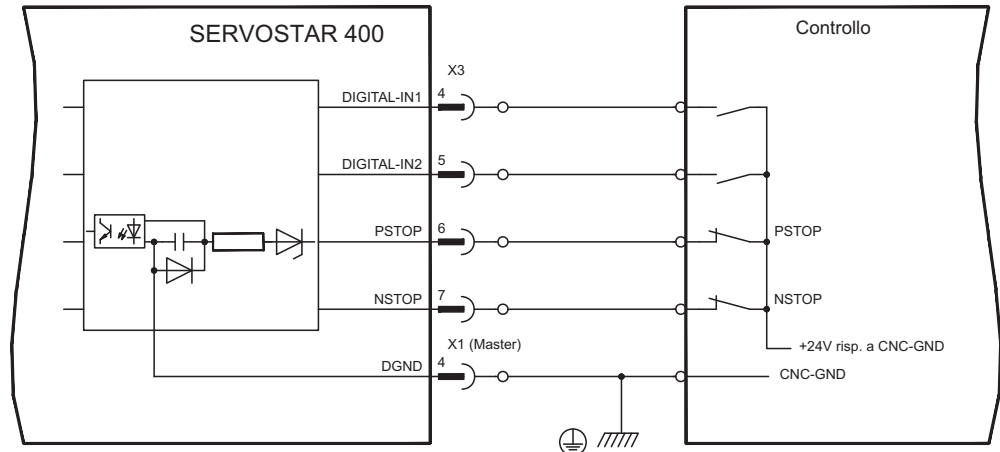 SERVOSTAR 400
Controllo
X3
DIGITAL-IN1 4
DIGITAL-IN2 5
PSTOP 6 PSTOP
NSTOP 7 NSTOP
+24V risp. a CNC-GND
X1 (Master)
DGND 4 CNC-GND